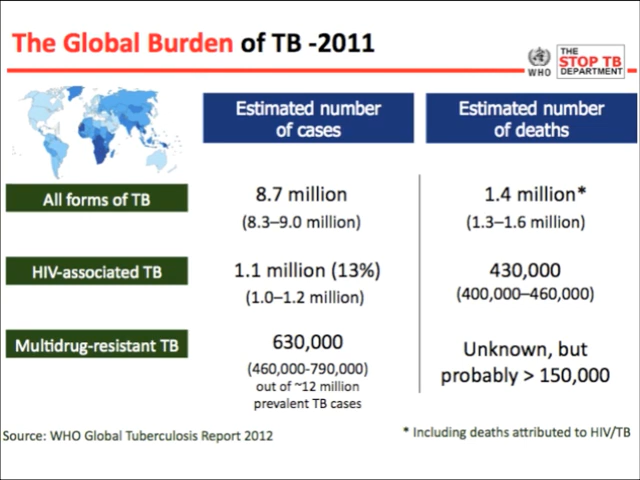 The Global Burden of TB -2011
WHO
THE
STOP TB
DEPARTMENT
Estimated number
of cases
Estimated number
of deaths
All forms of TB
8.7 million
(8.3–9.0 million)
1.4 million*
(1.3–1.6 million)
HIV-associated TB
1.1 million (13%)
(1.0–1.2 million)
430,000
(400,000–460,000)
Multidrug-resistant TB
630,000
(460,000-790,000)
out of ~12 million
prevalent TB cases
Unknown, but
probably > 150,000
Source: WHO Global Tuberculosis Report 2012
* Including deaths attributed to HIV/TB